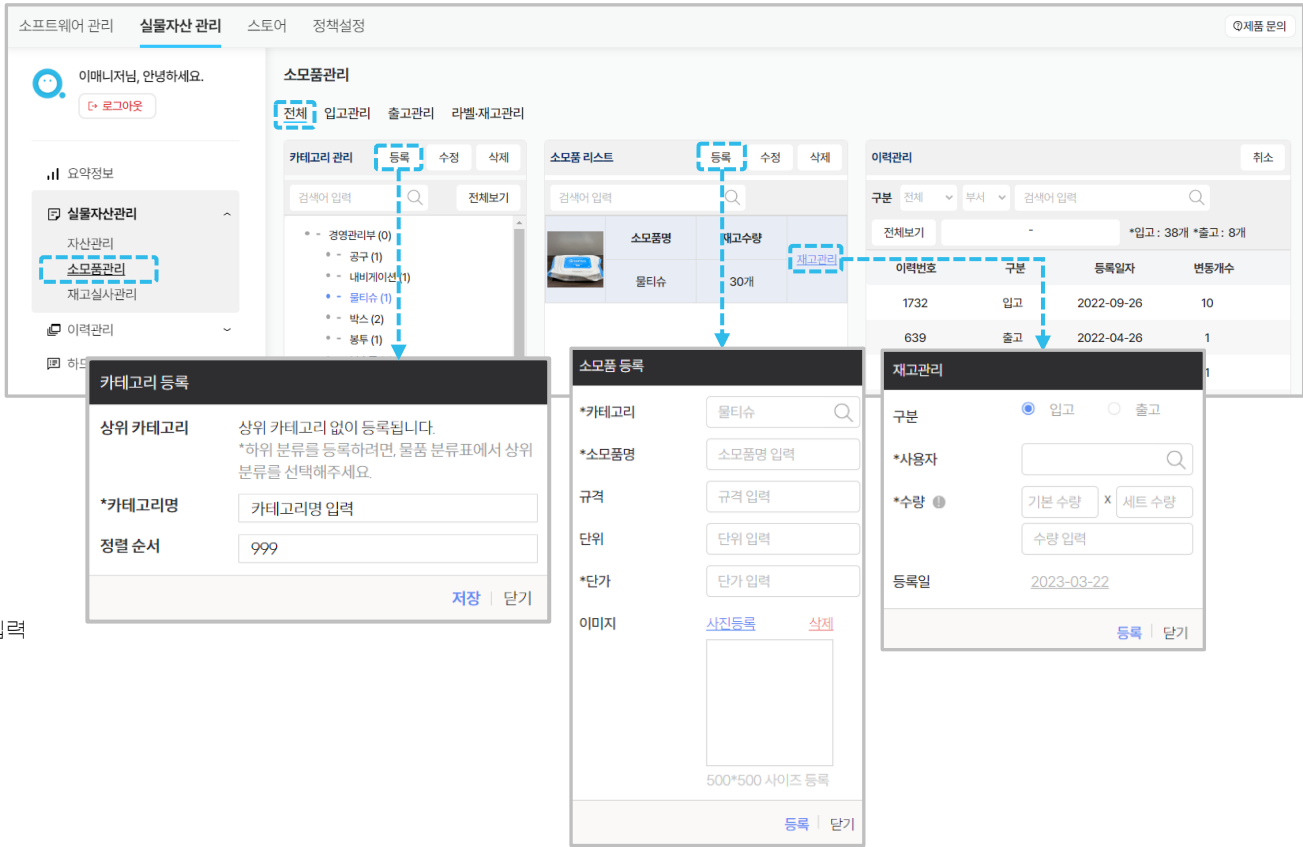 소프트웨어 관리 실물자산 관리 스토어 정책설정 ?제품 문의
이매니저님, 안녕하세요.
로그아웃
요약정보
실물자산관리
자산관리
소모품관리
재고실사관리
이력관리
하드
소모품관리
전체 입고관리 출고관리 라벨·재고관리
카테고리 관리 등록 수정 삭제
검색어 입력 전체보기
경영관리부 (0)
공구 (1)
내비게이션 (1)
물티슈 (1)
박스 (2)
봉투 (1)
소모품 리스트 등록 수정 삭제
검색어 입력
소모품명 재고수량
물티슈 30개
재고관리
이력관리 취소
구분 전체 부서 검색어 입력
전체보기 - *입고 : 38개 *출고 : 8개
이력번호 구분 등록일자 변동개수
1732 입고 2022-09-26 10
639 출고 2022-04-26 1
1
카테고리 등록
상위 카테고리 상위 카테고리 없이 등록됩니다.
*하위 분류를 등록하려면, 물품 분류표에서 상위
분류를 선택해주세요.
*카테고리명 카테고리명 입력
정렬 순서 999
저장 닫기
입력
소모품 등록
*카테고리 물티슈
*소모품명 소모품명 입력
규격 규격 입력
단위 단위 입력
*단가 단가 입력
이미지 사진등록 삭제
500*500 사이즈 등록
등록 닫기
재고관리
구분 입고 출고
*사용자
*수량 기본 수량 X 세트 수량
수량 입력
등록일 2023-03-22
등록 닫기